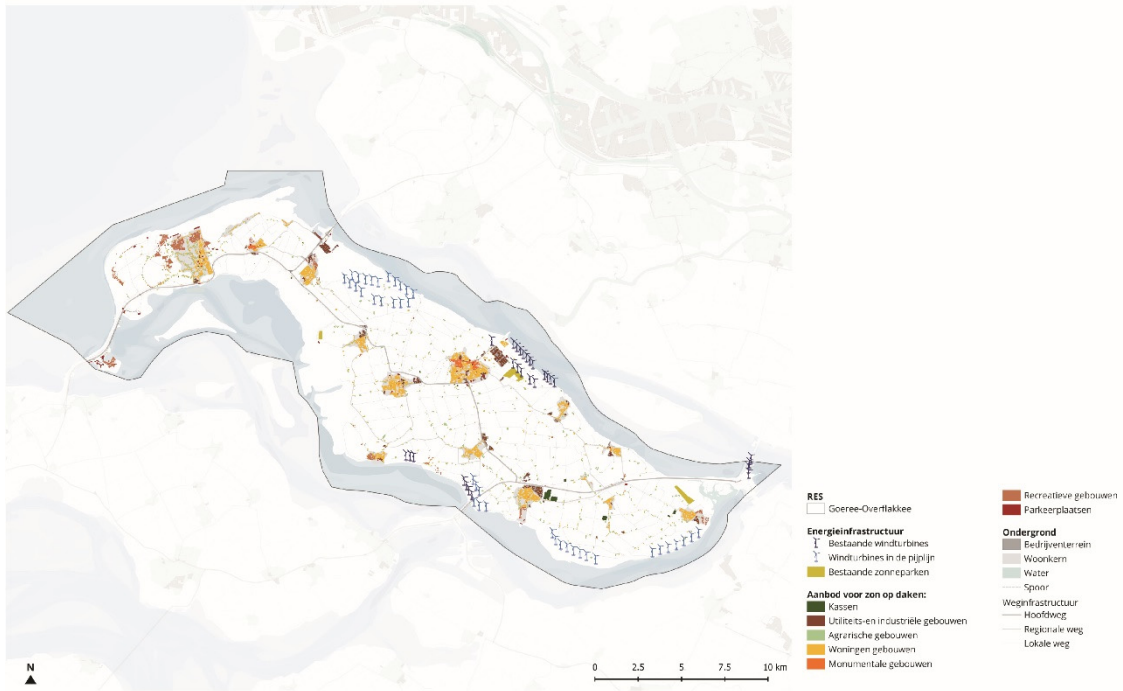 RES
Goeree-Overflakkee
Energieinfrastructuur
Bestaande windturbines
Windturbines in de pijplijn
Bestaande zonneparken
Aanbod voor zon op daken:
Kassen
Utiliteits-en industriële gebouwen
Agrarische gebouwen
Woningen gebouwen
Monumentale gebouwen
Recreatieve gebouwen
Parkeerplaatsen
Ondergrond
Bedrijventerrein
Woonkern
Water
Spoor
Weginfrastructuur
Hoofdweg
Regionale weg
Lokale weg
N
0 2.5 5 7.5 10 km